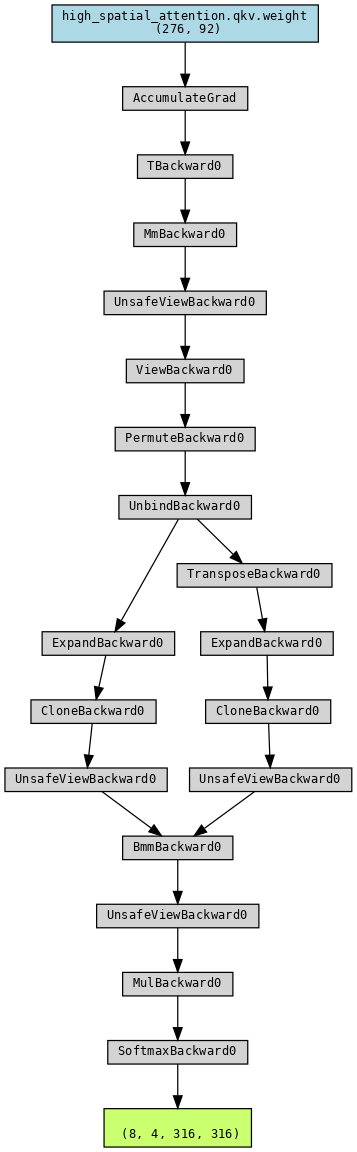 high_spatial_attention.qkv.weight
(276, 92)
AccumulateGrad
TBackward0
MmBackward0
UnsafeViewBackward0
ViewBackward0
PermuteBackward0
UnbindBackward0
TransposeBackward0
ExpandBackward0
ExpandBackward0
CloneBackward0
CloneBackward0
UnsafeViewBackward0
UnsafeViewBackward0
BmmBackward0
UnsafeViewBackward0
MulBackward0
SoftmaxBackward0
(8, 4, 316, 316)